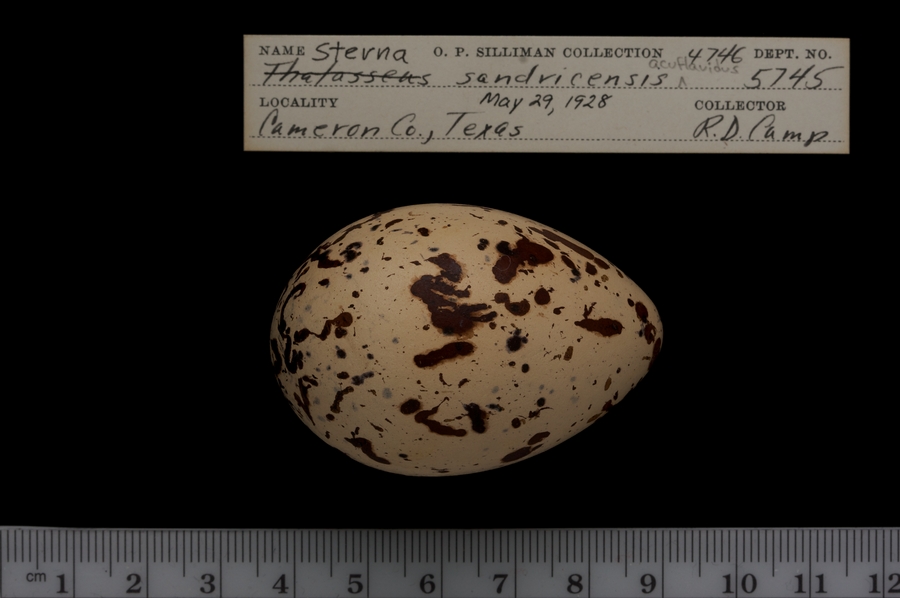 NAME Sterna O. P. SILLIMAN COLLECTION 4746 DEPT. NO.
Thalasseus sandvicensis acuflavidus 5745
LOCALITY May 29, 1928 COLLECTOR
Cameron Co., Texas R.D. Camp
cm 1 2 3 4 5 6 7 8 9 10 11 12